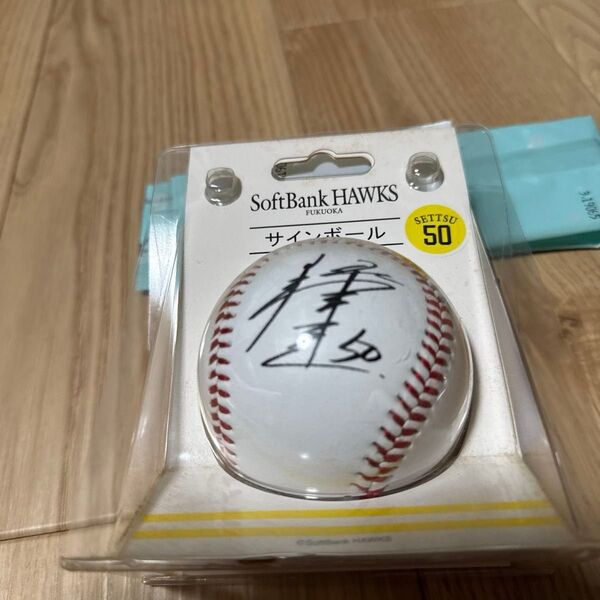 SoftBank HAWKS
FUKUOKA
サインボール
SETTSU
50
50
©SoftBank HAWKS